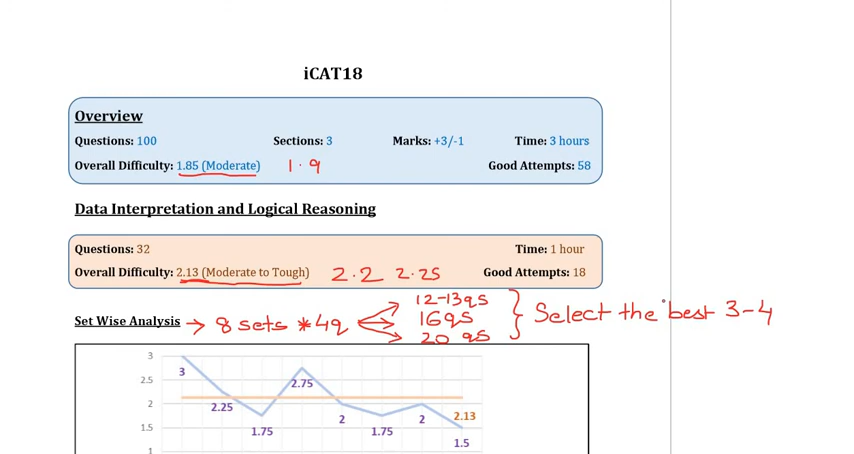 iCAT18
Overview
Questions: 100 Sections: 3 Marks: +3/-1 Time: 3 hours
Overall Difficulty: 1.85 (Moderate) 1.9 Good Attempts: 58
Data Interpretation and Logical Reasoning
Questions: 32 Time: 1 hour
Overall Difficulty: 2.13 (Moderate to Tough) 2.2 2.25 Good Attempts: 18
12-13qs
Set Wise Analysis → 8 sets *4q 16qs Select the best 3-4
20 qs
3
3
2.5
2.75
2.25
2
2.13
2
2
1.75
1.75
1.5
1.5
1